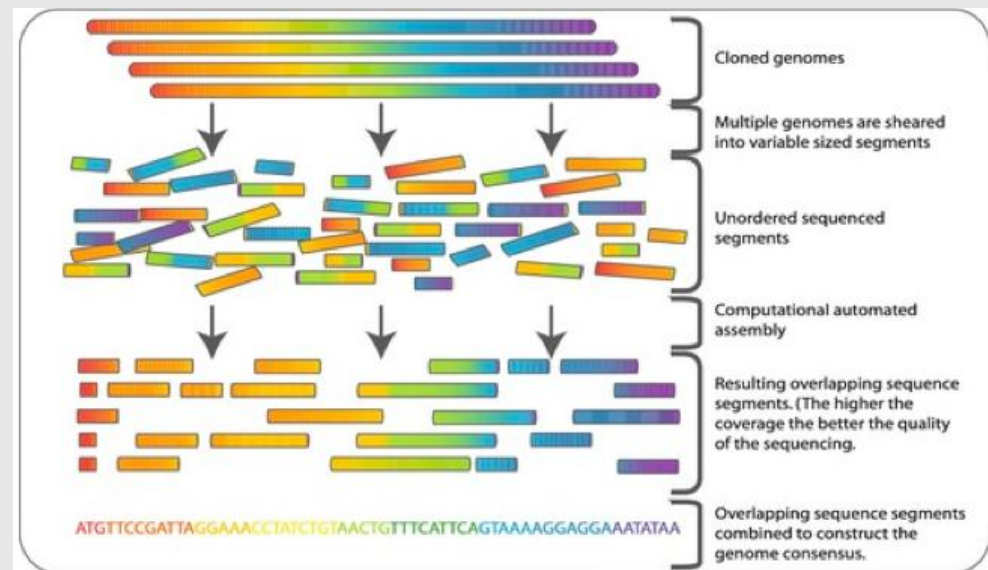 Cloned genomes
Multiple genomes are sheared
into variable sized segments
Unordered sequenced
segments
Computational automated
assembly
Resulting overlapping sequence
segments. (The higher the
coverage the better the quality
of the sequencing.
ATGTTCCGATTAGGAAACCTATCTGTAACTGTTTCATTCAGTAAAAGGAGGAAATATAA
Overlapping sequence segments
combined to construct the
genome consensus.